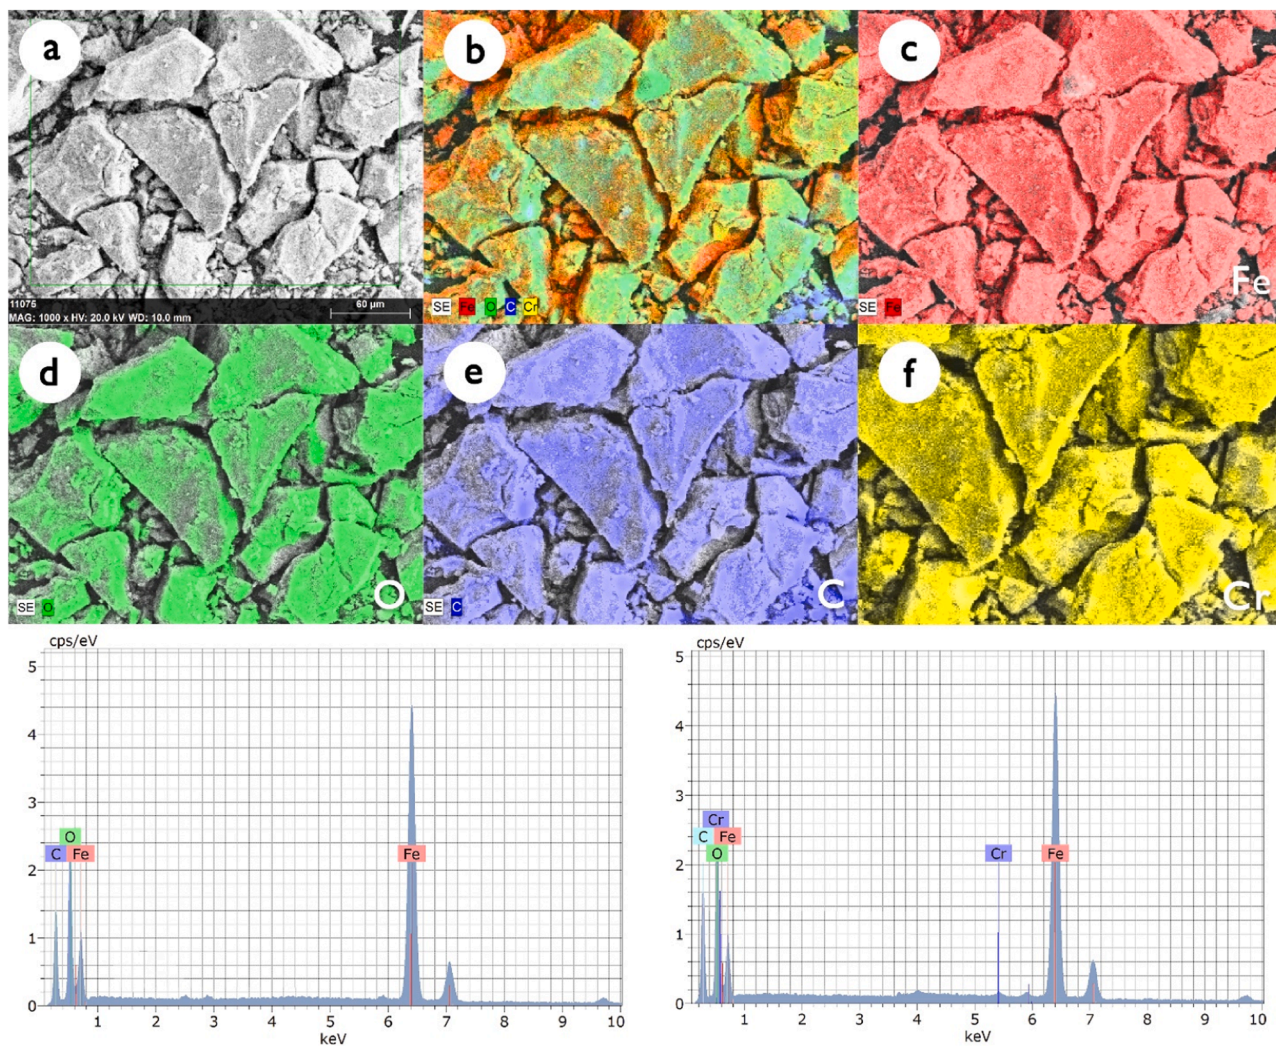 a
11075
60 µm
MAG: 1000 x HV: 20.0 kV WD: 10.0 mm
b
SE Fe O C Cr
c
Fe
SE Fe
d
O
SE O
e
C
SE C
f
Cr
cps/eV
5
4
3
2
1
0
O
C Fe
Fe
1 2 3 4 5 6 7 8 9 10
keV
cps/eV
5
4
3
2
1
0
Cr
C Fe
O
Cr
Fe
1 2 3 4 5 6 7 8 9 10
keV